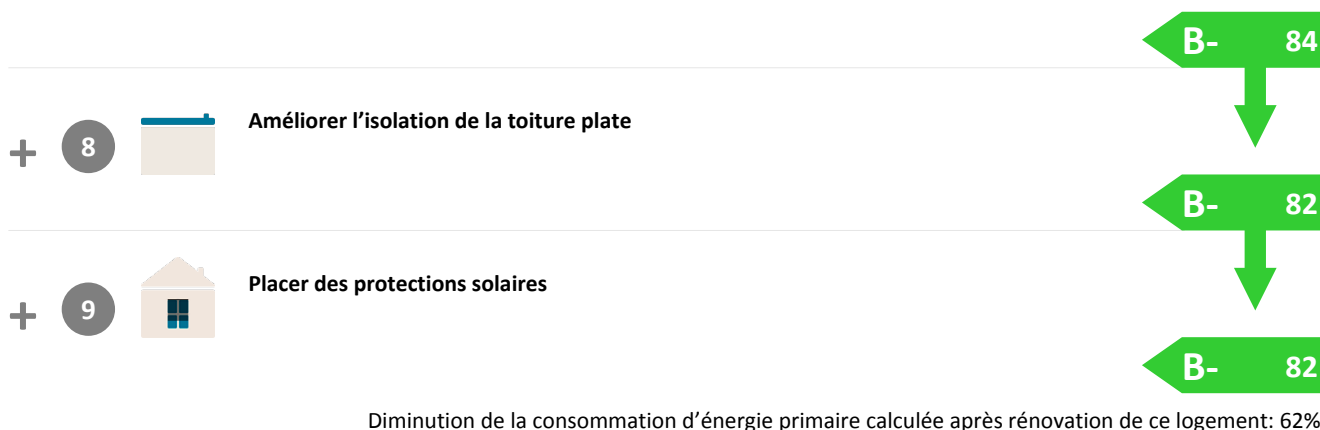 B- 84
+ 8 Améliorer l'isolation de la toiture plate
B- 82
+ 9 Placer des protections solaires
B- 82
Diminution de la consommation d'énergie primaire calculée après rénovation de ce logement: 62%